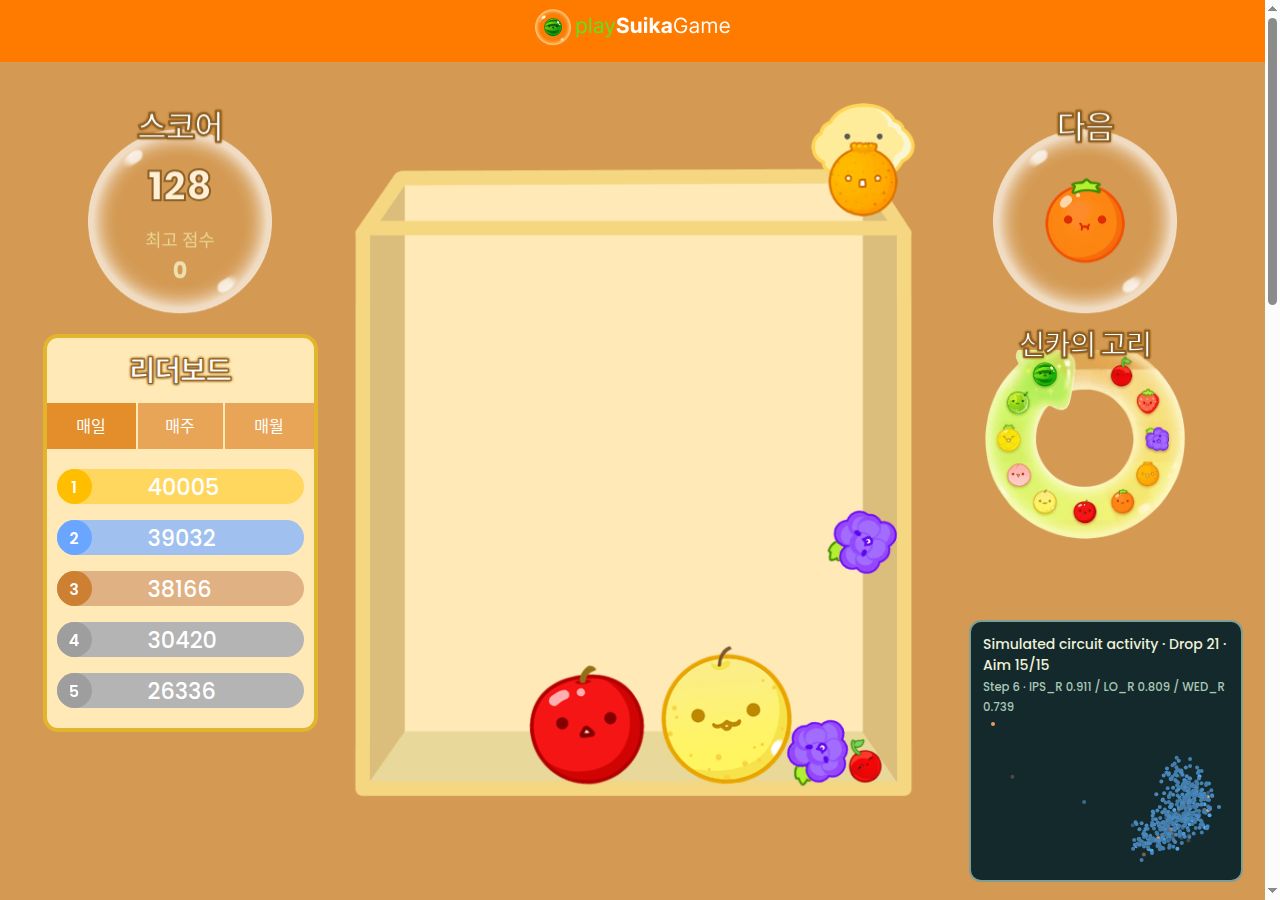 playSuikaGame
스코어
128
최고 점수
0
다음
리더보드
매일 매주 매월
1 40005
2 39032
3 38166
4 30420
5 26336
신카의 고리
Simulated circuit activity · Drop 21 ·
Aim 15/15
Step 6 · IPS_R 0.911 / LO_R 0.809 / WED_R
0.739